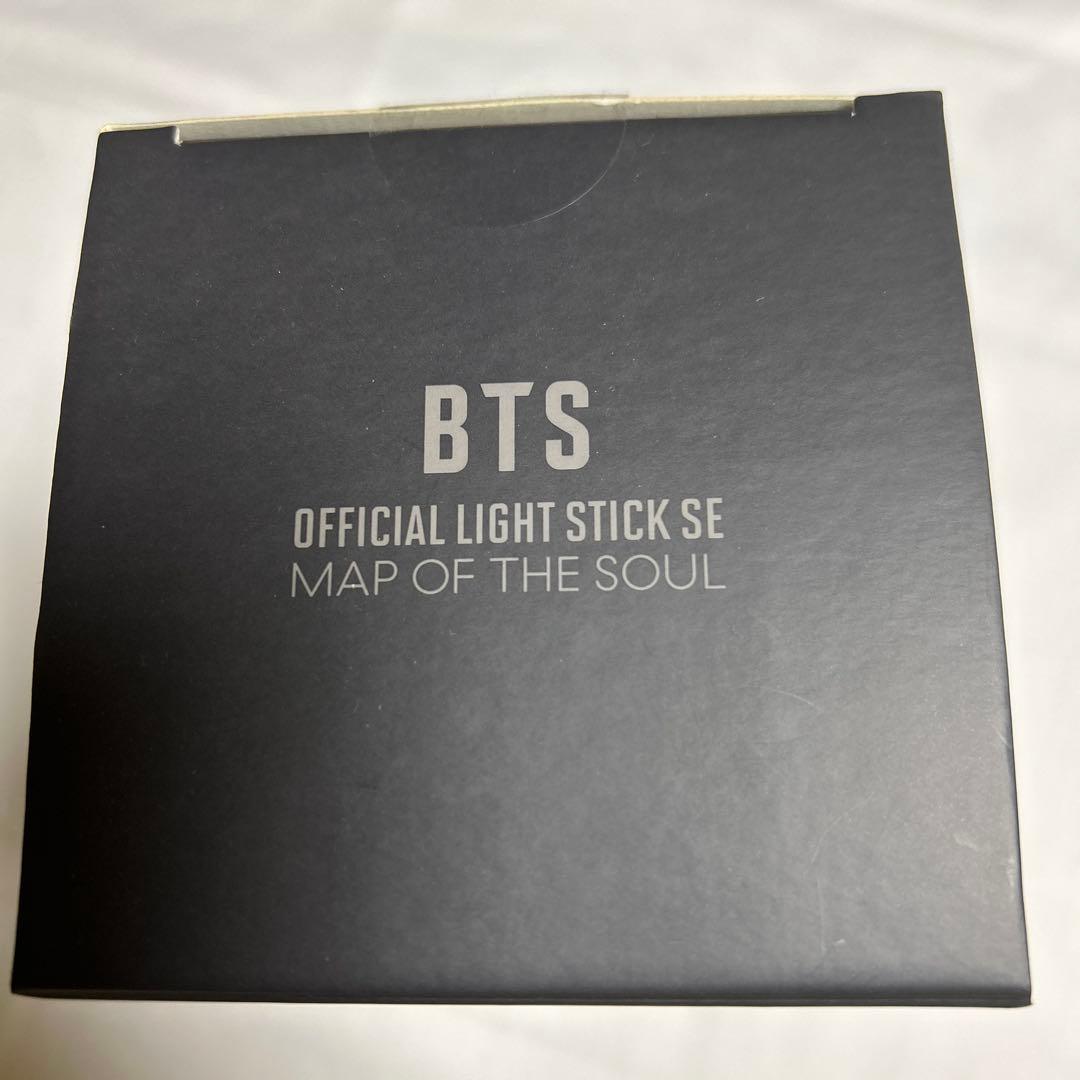 BTS
OFFICIAL LIGHT STICK SE
MAP OF THE SOUL